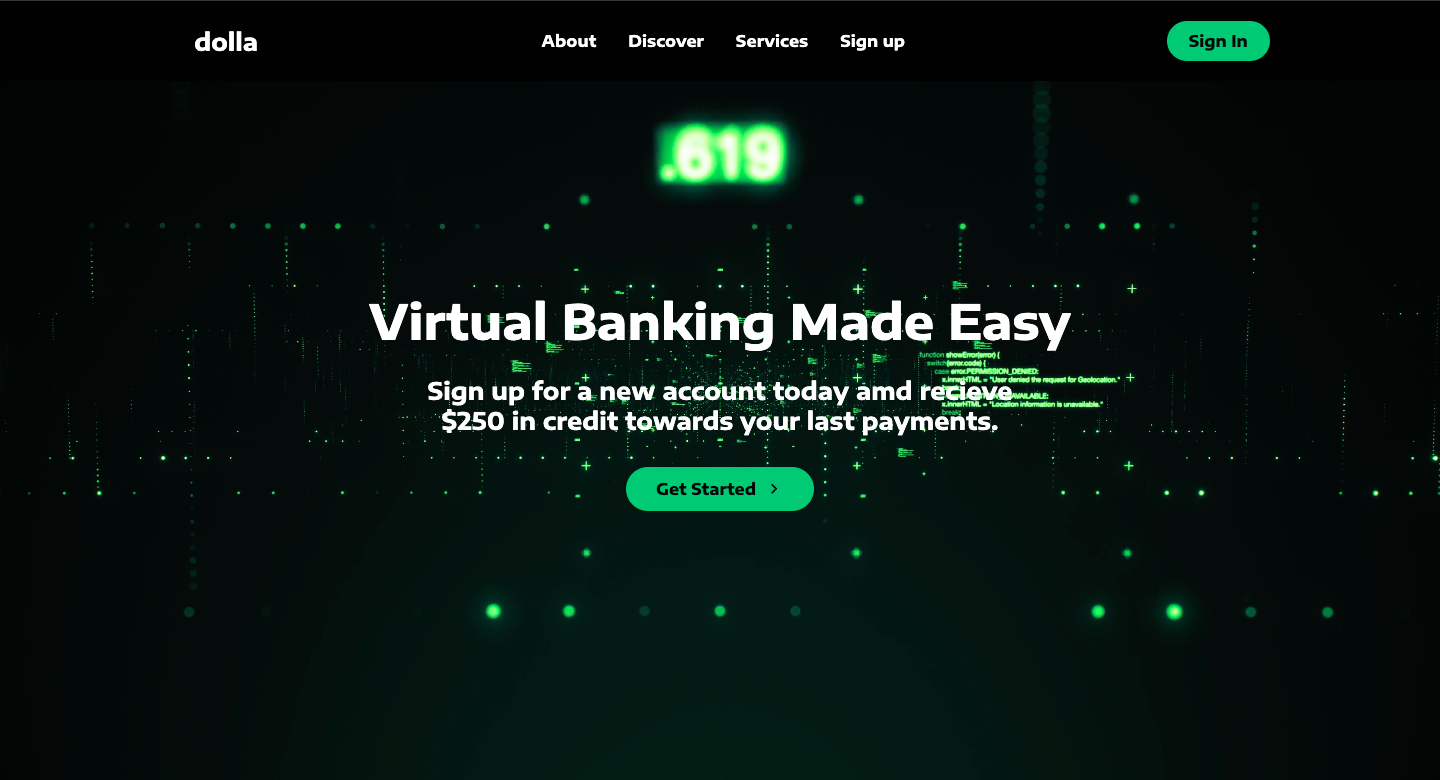 dolla
About Discover Services Sign up
Sign In
.619
Virtual Banking Made Easy
Sign up for a new account today amd recieve
$250 in credit towards your last payments.
function showError(error) {
switch(error.code) {
case error.PERMISSION_DENIED:
x.innerHTML = "User denied the request for Geolocation."
x.innerHTML = "Location information is unavailable."
break;
Get Started